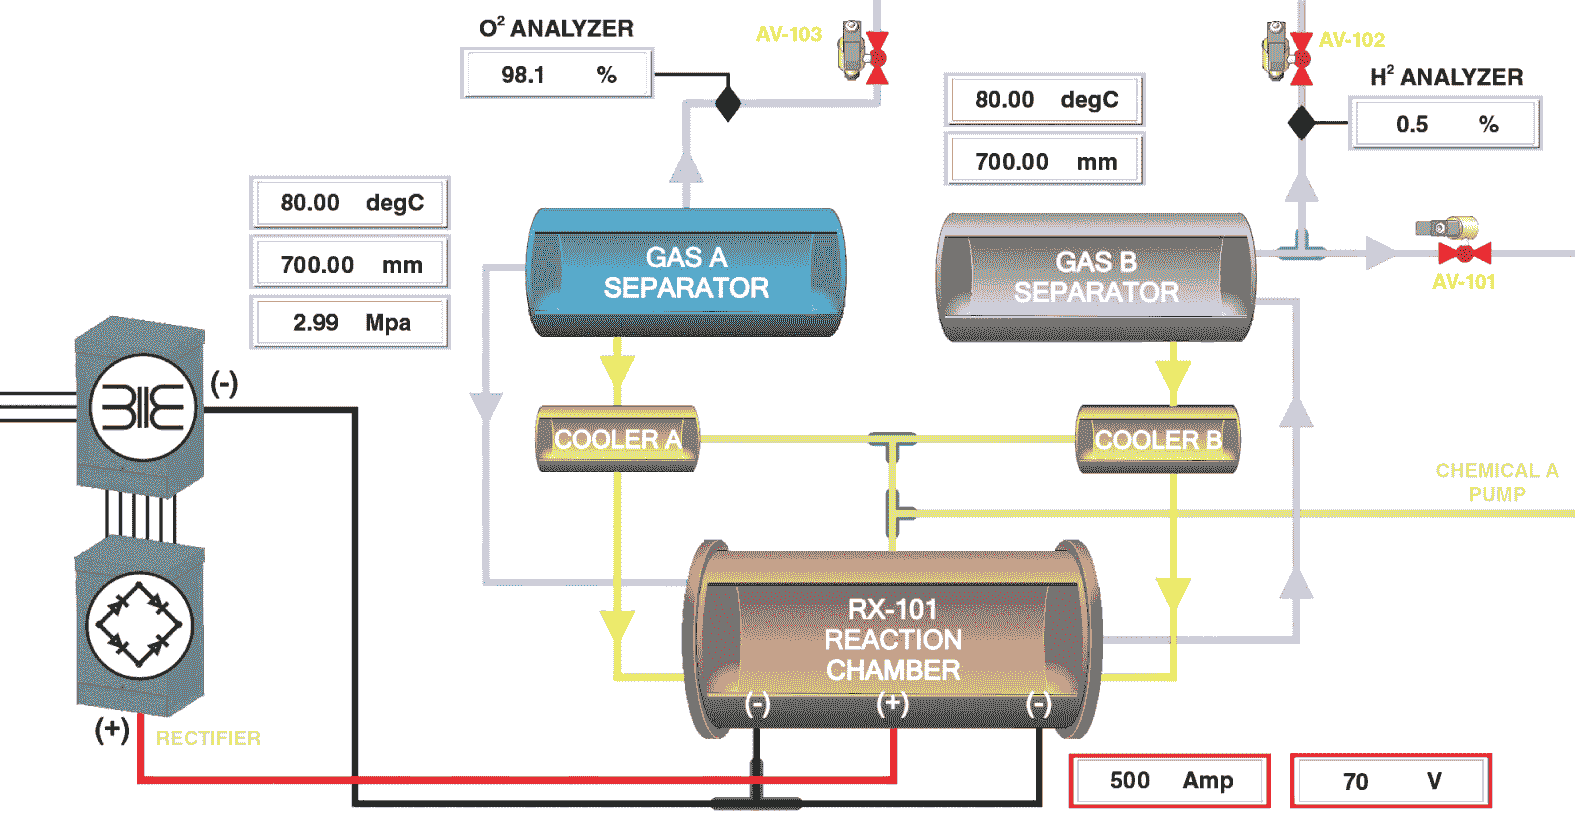 O² ANALYZER
98.1 %
AV-103
AV-102
H² ANALYZER
0.5 %
80.00 degC
700.00 mm
80.00 degC
700.00 mm
2.99 Mpa
GAS A
SEPARATOR
GAS B
SEPARATOR
AV-101
(-)
COOLER A
COOLER B
CHEMICAL A
PUMP
RX-101
REACTION
CHAMBER
(-) (+) (-)
(+)
RECTIFIER
500 Amp
70 V